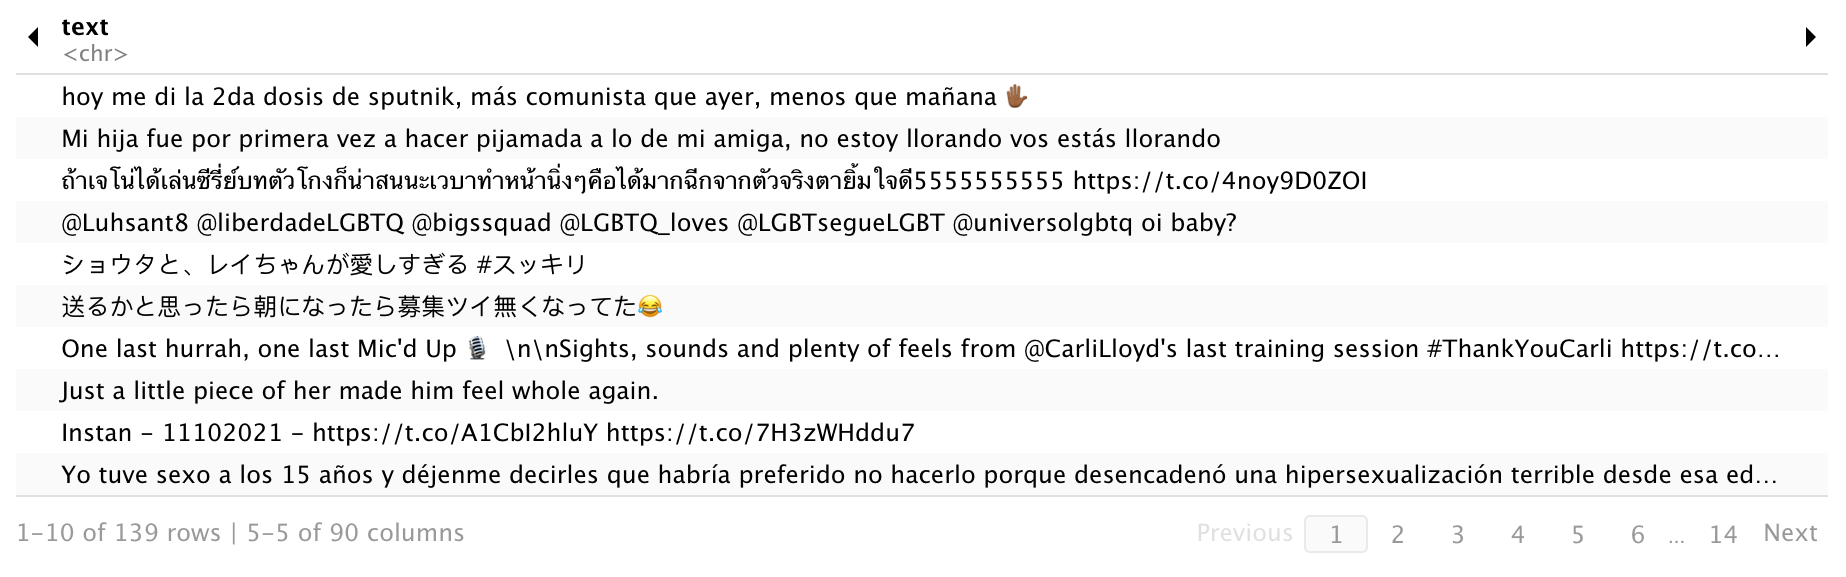 text
<chr>
hoy me di la 2da dosis de sputnik, más comunista que ayer, menos que mañana 🖐🏾
Mi hija fue por primera vez a hacer pijamada a lo de mi amiga, no estoy llorando vos estás llorando
ถ้าเจโน่ได้เล่นซีรี่ย์บทตัวโกงก็น่าสนนะเวบาทำหน้านิ่งๆคือได้มากฉีกจากตัวจริงตายิ้มใจดี5555555555 https://t.co/4noy9D0ZOI
@Luhsant8 @liberdadeLGBTQ @bigssquad @LGBTQ_loves @LGBTsegueLGBT @universolgbtq oi baby?
ショウタと、レイちゃんが愛しすぎる #スッキリ
送るかと思ったら朝になったら募集ツイ無くなってた😂
One last hurrah, one last Mic'd Up 🎙 \n\nSights, sounds and plenty of feels from @CarliLloyd's last training session #ThankYouCarli https://t.co…
Just a little piece of her made him feel whole again.
Instan – 11102021 – https://t.co/A1CbI2hluY https://t.co/7H3zWHddu7
Yo tuve sexo a los 15 años y déjenme decirles que habría preferido no hacerlo porque desencadenó una hipersexualización terrible desde esa ed…
1–10 of 139 rows | 5–5 of 90 columns
Previous 1 2 3 4 5 6 ... 14 Next